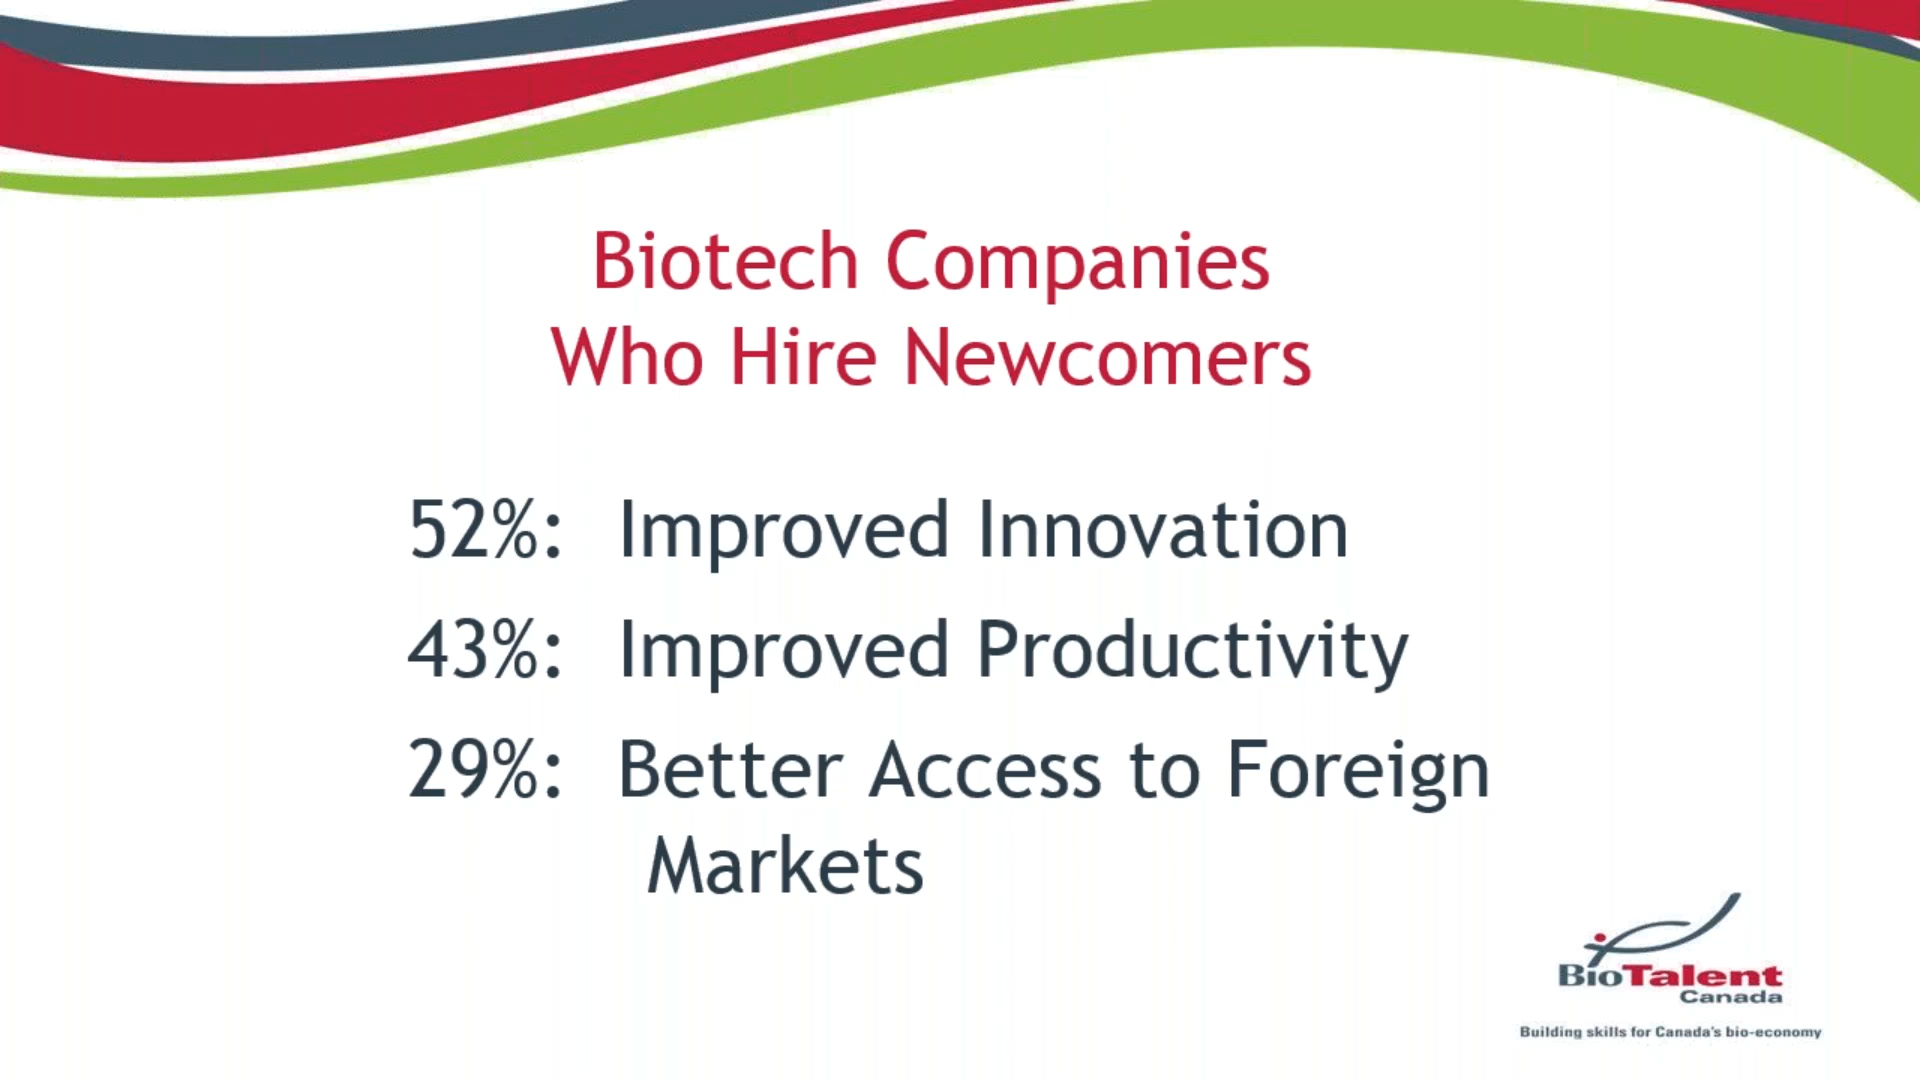 Biotech Companies
Who Hire Newcomers
52%: Improved Innovation
43%: Improved Productivity
29%: Better Access to Foreign
Markets
BioTalent
Canada
Building skills for Canada's bio-economy